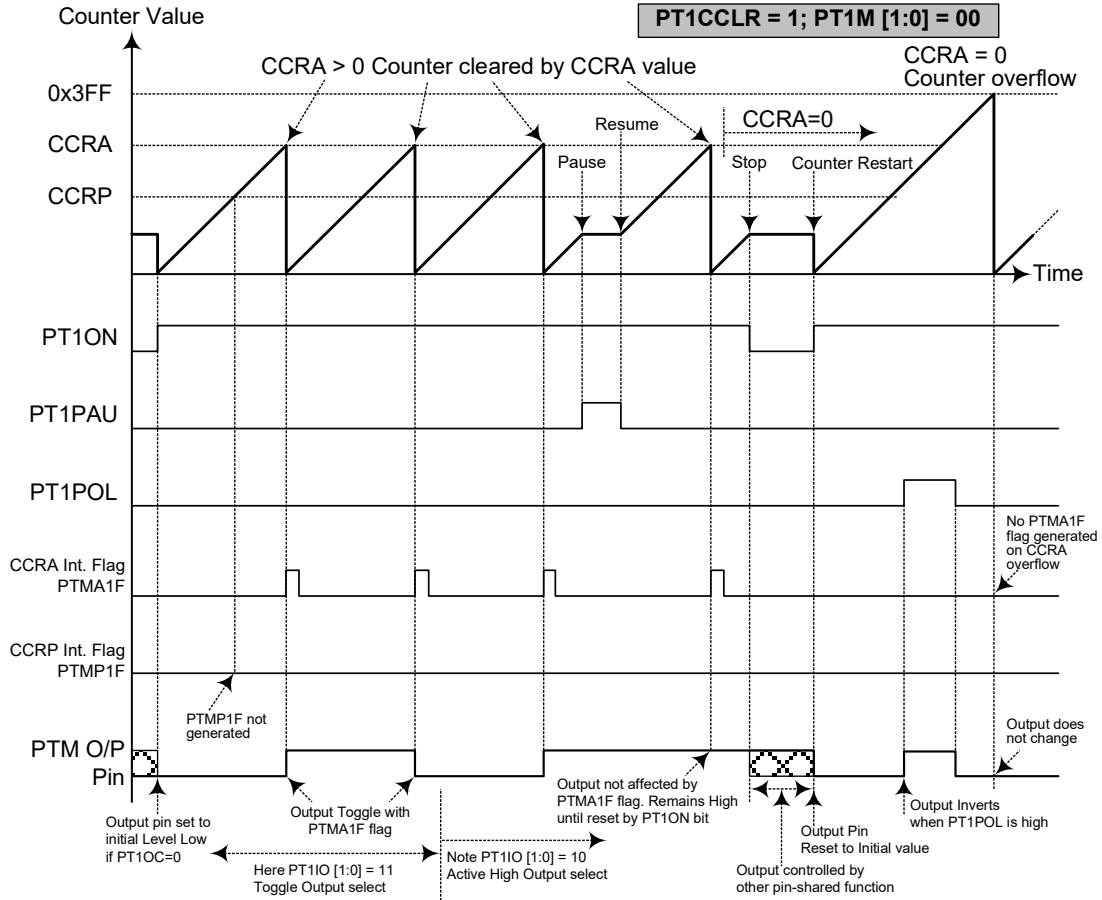 Counter Value
PT1CCLR = 1; PT1M [1:0] = 00
CCRA > 0 Counter cleared by CCRA value
CCRA = 0
Counter overflow
0x3FF
CCRA
CCRP
Resume
Pause
CCRA=0
Stop
Counter Restart
Time
PT1ON
PT1PAU
PT1POL
No PTMA1F
flag generated
on CCRA
overflow
CCRA Int. Flag
PTMA1F
CCRP Int. Flag
PTMP1F
PTMP1F not
generated
PTM O/P
Pin
Output does
not change
Output pin set to
initial Level Low
if PT1OC=0
Output Toggle with
PTMA1F flag
Here PT1IO [1:0] = 11
Toggle Output select
Output not affected by
PTMA1F flag. Remains High
until reset by PT1ON bit
Note PT1IO [1:0] = 10
Active High Output select
Output Pin
Reset to Initial value
Output controlled by
other pin-shared function
Output Inverts
when PT1POL is high